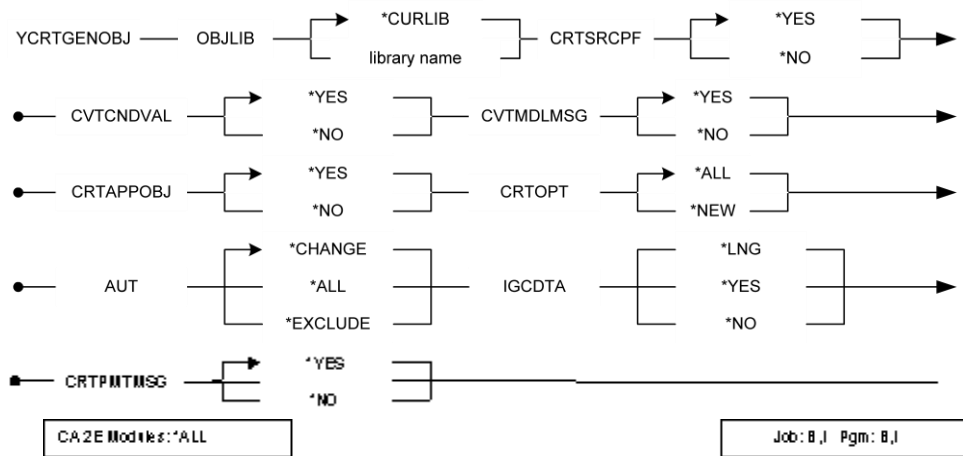 *CURLIB *YES
YCRTGENOBJ OBJLIB CRTSRCPF
library name *NO
*YES *YES
CVTCNDVAL CVTMDLMSG
*NO *NO
*YES *ALL
CRTAPPOBJ CRTOPT
*NO *NEW
*CHANGE *LNG
AUT *ALL IGCDTA *YES
*EXCLUDE *NO
*YES
CRTPMTMSG
*NO
CA 2E Modules: *ALL Job: B,I Pgm: B,I